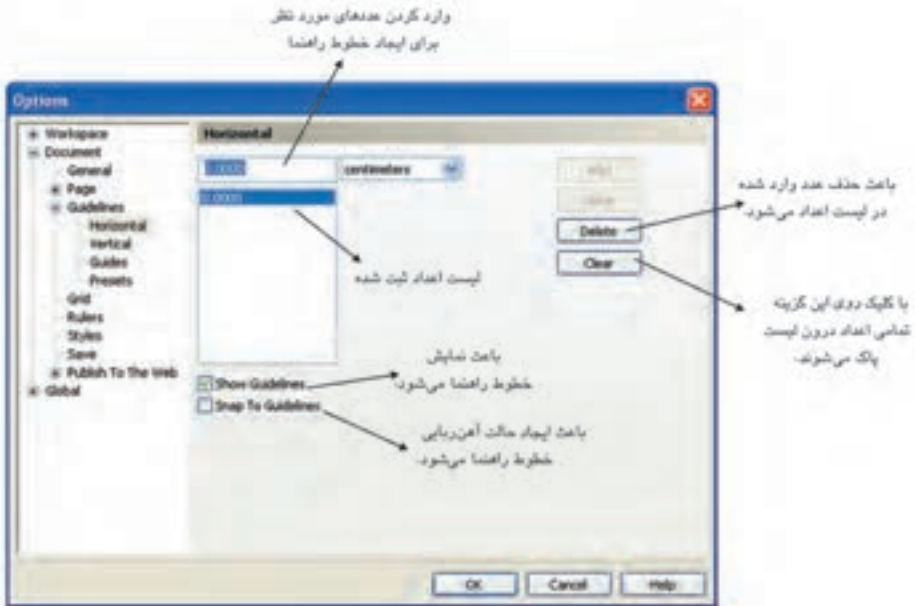 وارد کردن عددهای مورد نظر
برای ایجاد خطوط راهنما
Options
Workspace
Document
General
Page
Guidelines
Horizontal
Vertical
Guides
Presets
Grid
Rulers
Styles
Save
Publish To The Web
Global
Horizontal
0.0000
centimeters
0.0000
لیست اعداد ثبت شده
Delete
Clear
باعث حذف عدد وارد شده
در لیست اعداد می‌شود.
با کلیک روی این گزینه
تمامی اعداد درون لیست
پاک می‌شوند.
باعث نمایش
خطوط راهنما می‌شود.
Show Guidelines
Snap To Guidelines
باعث ایجاد حالت آهن‌ربایی
خطوط راهنما می‌شود.
OK
Cancel
Help